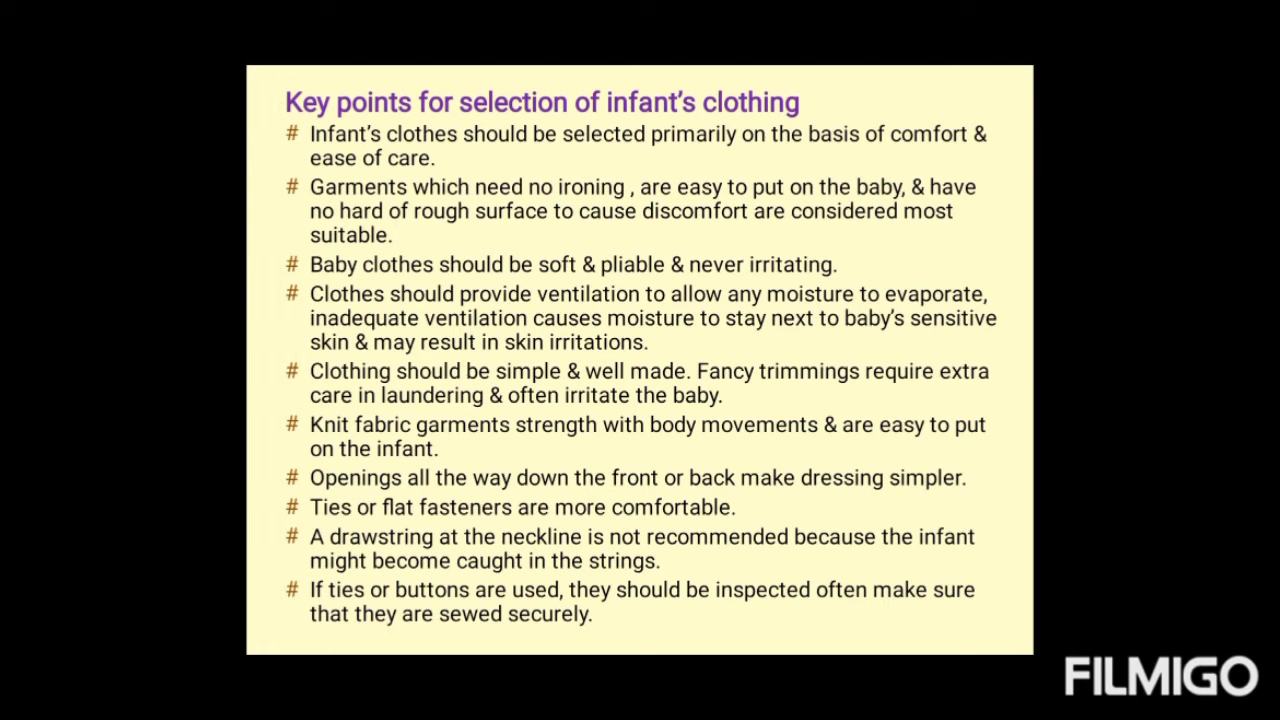 Key points for selection of infant's clothing
# Infant's clothes should be selected primarily on the basis of comfort &
ease of care.
# Garments which need no ironing , are easy to put on the baby, & have
no hard of rough surface to cause discomfort are considered most
suitable.
# Baby clothes should be soft & pliable & never irritating.
# Clothes should provide ventilation to allow any moisture to evaporate,
inadequate ventilation causes moisture to stay next to baby's sensitive
skin & may result in skin irritations.
# Clothing should be simple & well made. Fancy trimmings require extra
care in laundering & often irritate the baby.
# Knit fabric garments strength with body movements & are easy to put
on the infant.
# Openings all the way down the front or back make dressing simpler.
# Ties or flat fasteners are more comfortable.
# A drawstring at the neckline is not recommended because the infant
might become caught in the strings.
# If ties or buttons are used, they should be inspected often make sure
that they are sewed securely.
FILMIGO